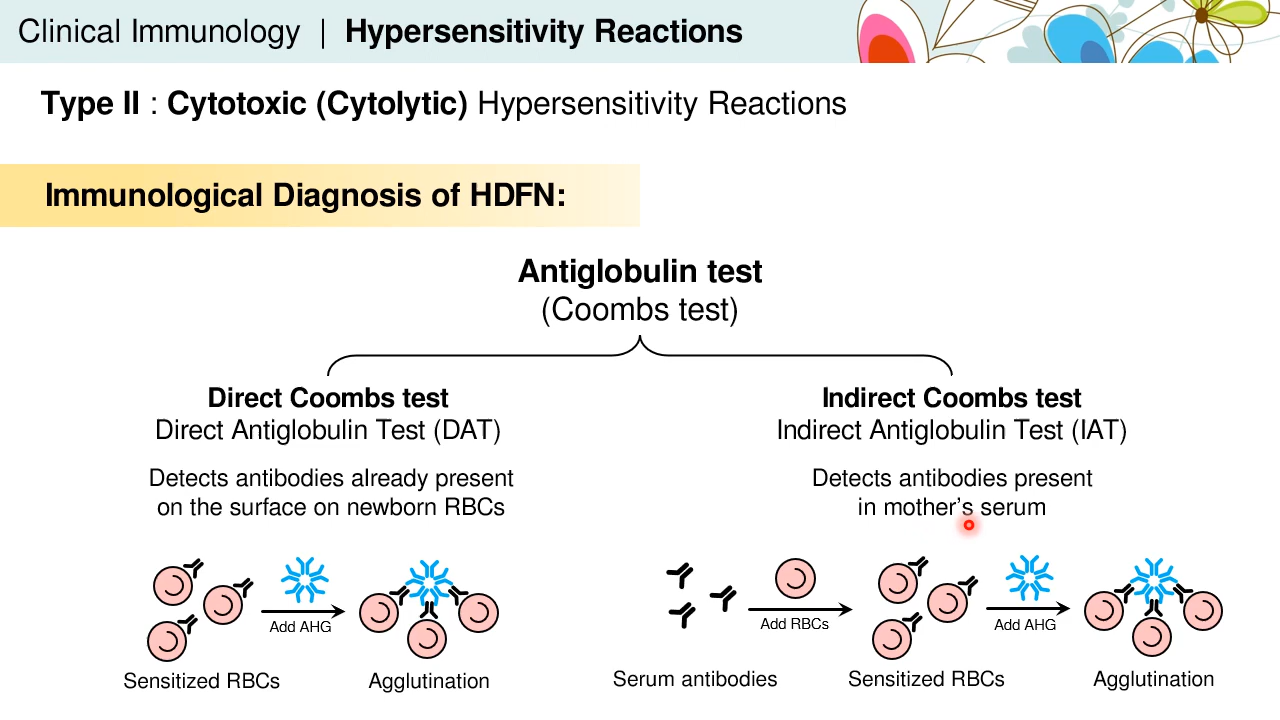 Clinical Immunology | Hypersensitivity Reactions
Type II : Cytotoxic (Cytolytic) Hypersensitivity Reactions
Immunological Diagnosis of HDFN:
Antiglobulin test
(Coombs test)
Direct Coombs test
Direct Antiglobulin Test (DAT)
Detects antibodies already present
on the surface on newborn RBCs
Add AHG
Sensitized RBCs
Agglutination
Indirect Coombs test
Indirect Antiglobulin Test (IAT)
Detects antibodies present
in mother’s serum
Add RBCs
Add AHG
Serum antibodies
Sensitized RBCs
Agglutination